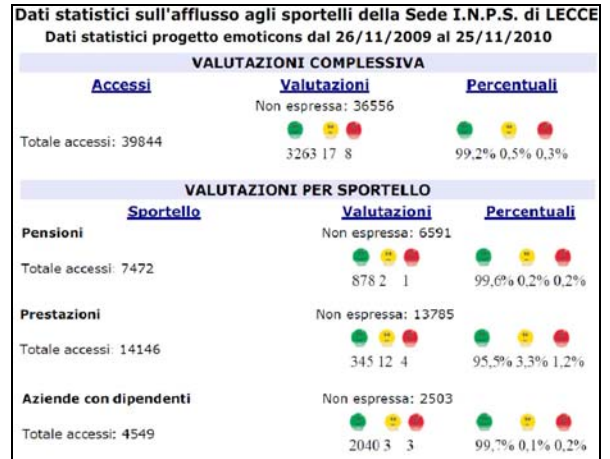 Dati statistici sull'afflusso agli sportelli della Sede I.N.P.S. di LECCE
Dati statistici progetto emoticons dal 26/11/2009 al 25/11/2010
VALUTAZIONI COMPLESSIVA
Accessi Valutazioni Percentuali
Non espressa: 36556
Totale accessi: 39844
3263 17 8 99,2% 0,5% 0,3%
VALUTAZIONI PER SPORTELLO
Sportello Valutazioni Percentuali
Pensioni Non espressa: 6591
Totale accessi: 7472
878 2 1 99,6% 0,2% 0,2%
Prestazioni Non espressa: 13785
Totale accessi: 14146
345 12 4 95,5% 3,3% 1,2%
Aziende con dipendenti Non espressa: 2503
Totale accessi: 4549
2040 3 3 99,7% 0,1% 0,2%